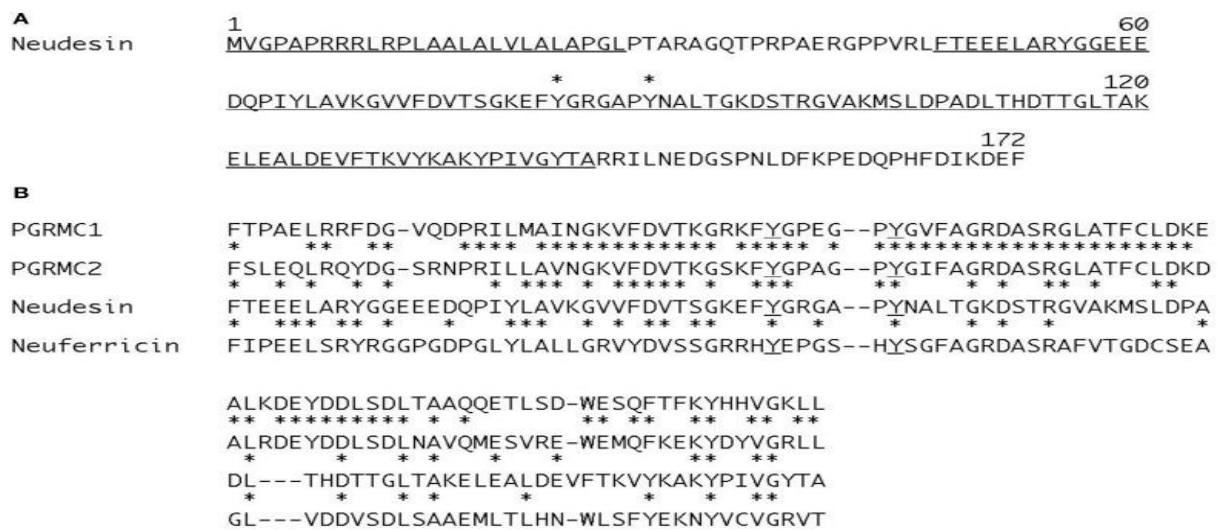 A
1 60
Neudesin MVGPAPRRRLRPLAALALVLALAPGLPTARAGQTPRPAERGPPVRLFTEEELARYGGEEE
* *
120
DQPIYLAVKGVVFDVTSGKEFYGRGAPYNALTGKDSTRGVAKMSLDPADLTHDTTGLTAK
172
ELEALDEVFTKVYKAKYPIVGYTARRILNEDGSPNLDFKPEDQPHFDIKDEF
B
PGRMC1 FTPAELRRFDG-VQDPRILMAINGKVFDVTKGRKFYGPEG--PYGVFAGRDASRGLATFCLDKE
* ** ** **** ************ *** * *********************
PGRMC2 FSLEQLRQYDG-SRNPRILLAVNGKVFDVTKGSKFYGPAG--PYGIFAGRDASRGLATFCLDKD
* * * * * * * * ***** * *** ** * * ** * **
Neudesin FTEEELARYGGEEEDQPIYLAVKGVVFDVTSGKEFYGRGA--PYNALTGKDSTRGVAKMSLDPA
* *** ** * * *** * * ** ** * * * * * * *
Neuferricin FIPEELSRYRGGPGDPGLYLALLGRVYDVSSGRRHYEPGS--HYSGFAGRDASRAFVTGDCSEA
ALKDEYDDLSDLTAAQQETLSD-WESQFTFKYHHVGKLL
** ********* * * ** ** ** ** **
ALRDEYDDLSDLNAVQMESVRE-WEMQFKEKYDYVGRLL
* * * * * * ** **
DL---THDTTGLTAKELEALDEVFTKVYKAKYPIVGYTA
* * * * * * * **
GL---VDDVSDLSAAEMLTLHN-WLSFYEKNYVCVGRVT